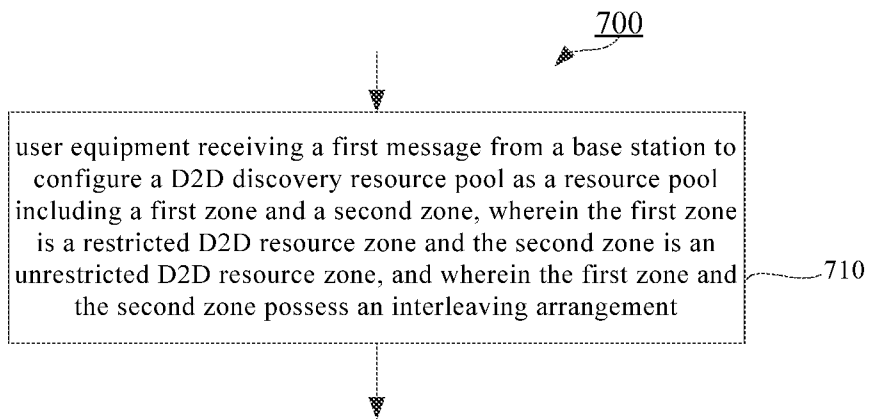 700
user equipment receiving a first message from a base station to
configure a D2D discovery resource pool as a resource pool
including a first zone and a second zone, wherein the first zone
is a restricted D2D resource zone and the second zone is an
unrestricted D2D resource zone, and wherein the first zone and
the second zone possess an interleaving arrangement
710